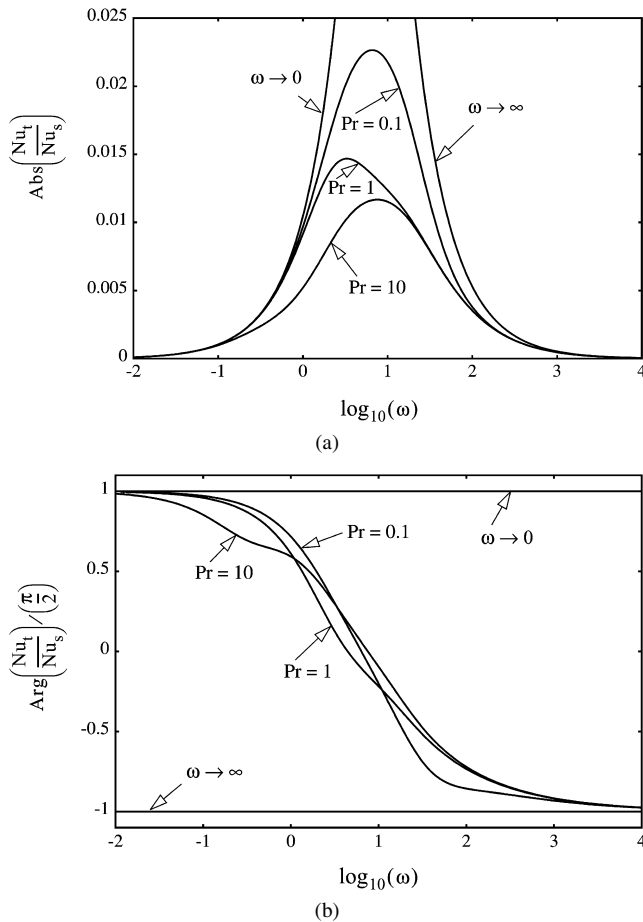 0.025
0.02
0.015
0.01
0.005
0
-2 -1 0 1 2 3 4
Abs(Nu_t/Nu_s)
ω → 0
Pr = 0.1
ω → ∞
Pr = 1
Pr = 10
log₁₀(ω)
(a)
1
0.5
0
-0.5
-1
-2 -1 0 1 2 3 4
Arg(Nu_t/Nu_s)/(π/2)
ω → 0
Pr = 0.1
Pr = 10
Pr = 1
ω → ∞
log₁₀(ω)
(b)